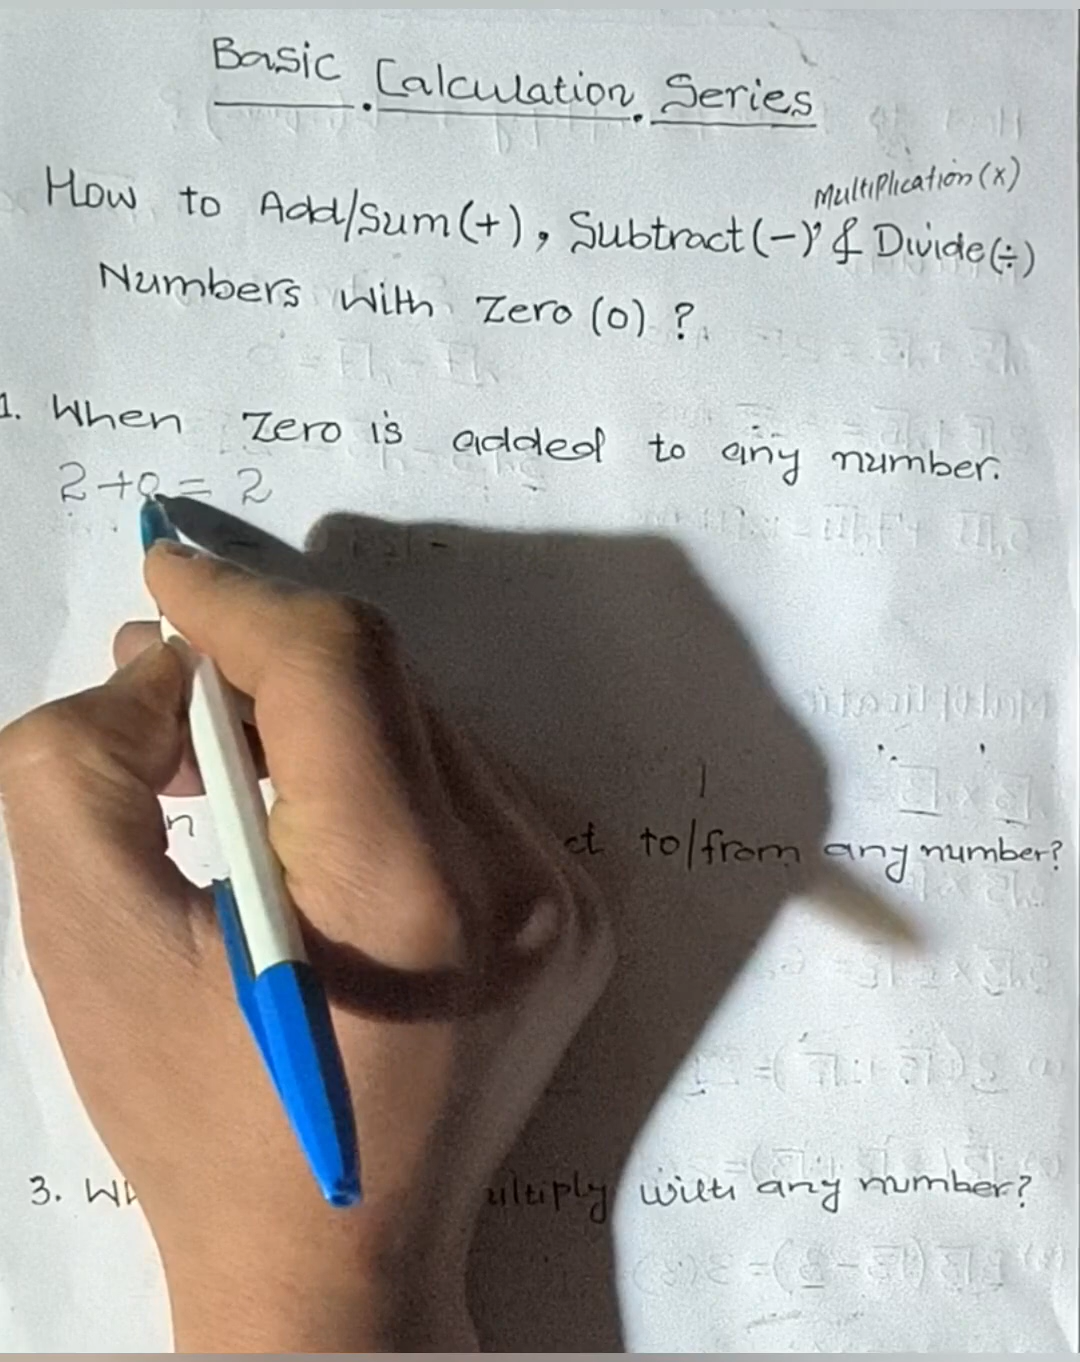 Basic Calculation Series
Multiplication (x)
How to Add/Sum (+), Subtract (-), & Divide (÷)
Numbers with Zero (0) ?
1. When Zero is added to any number.
2+0 = 2
to/from any number?
3. with any number?